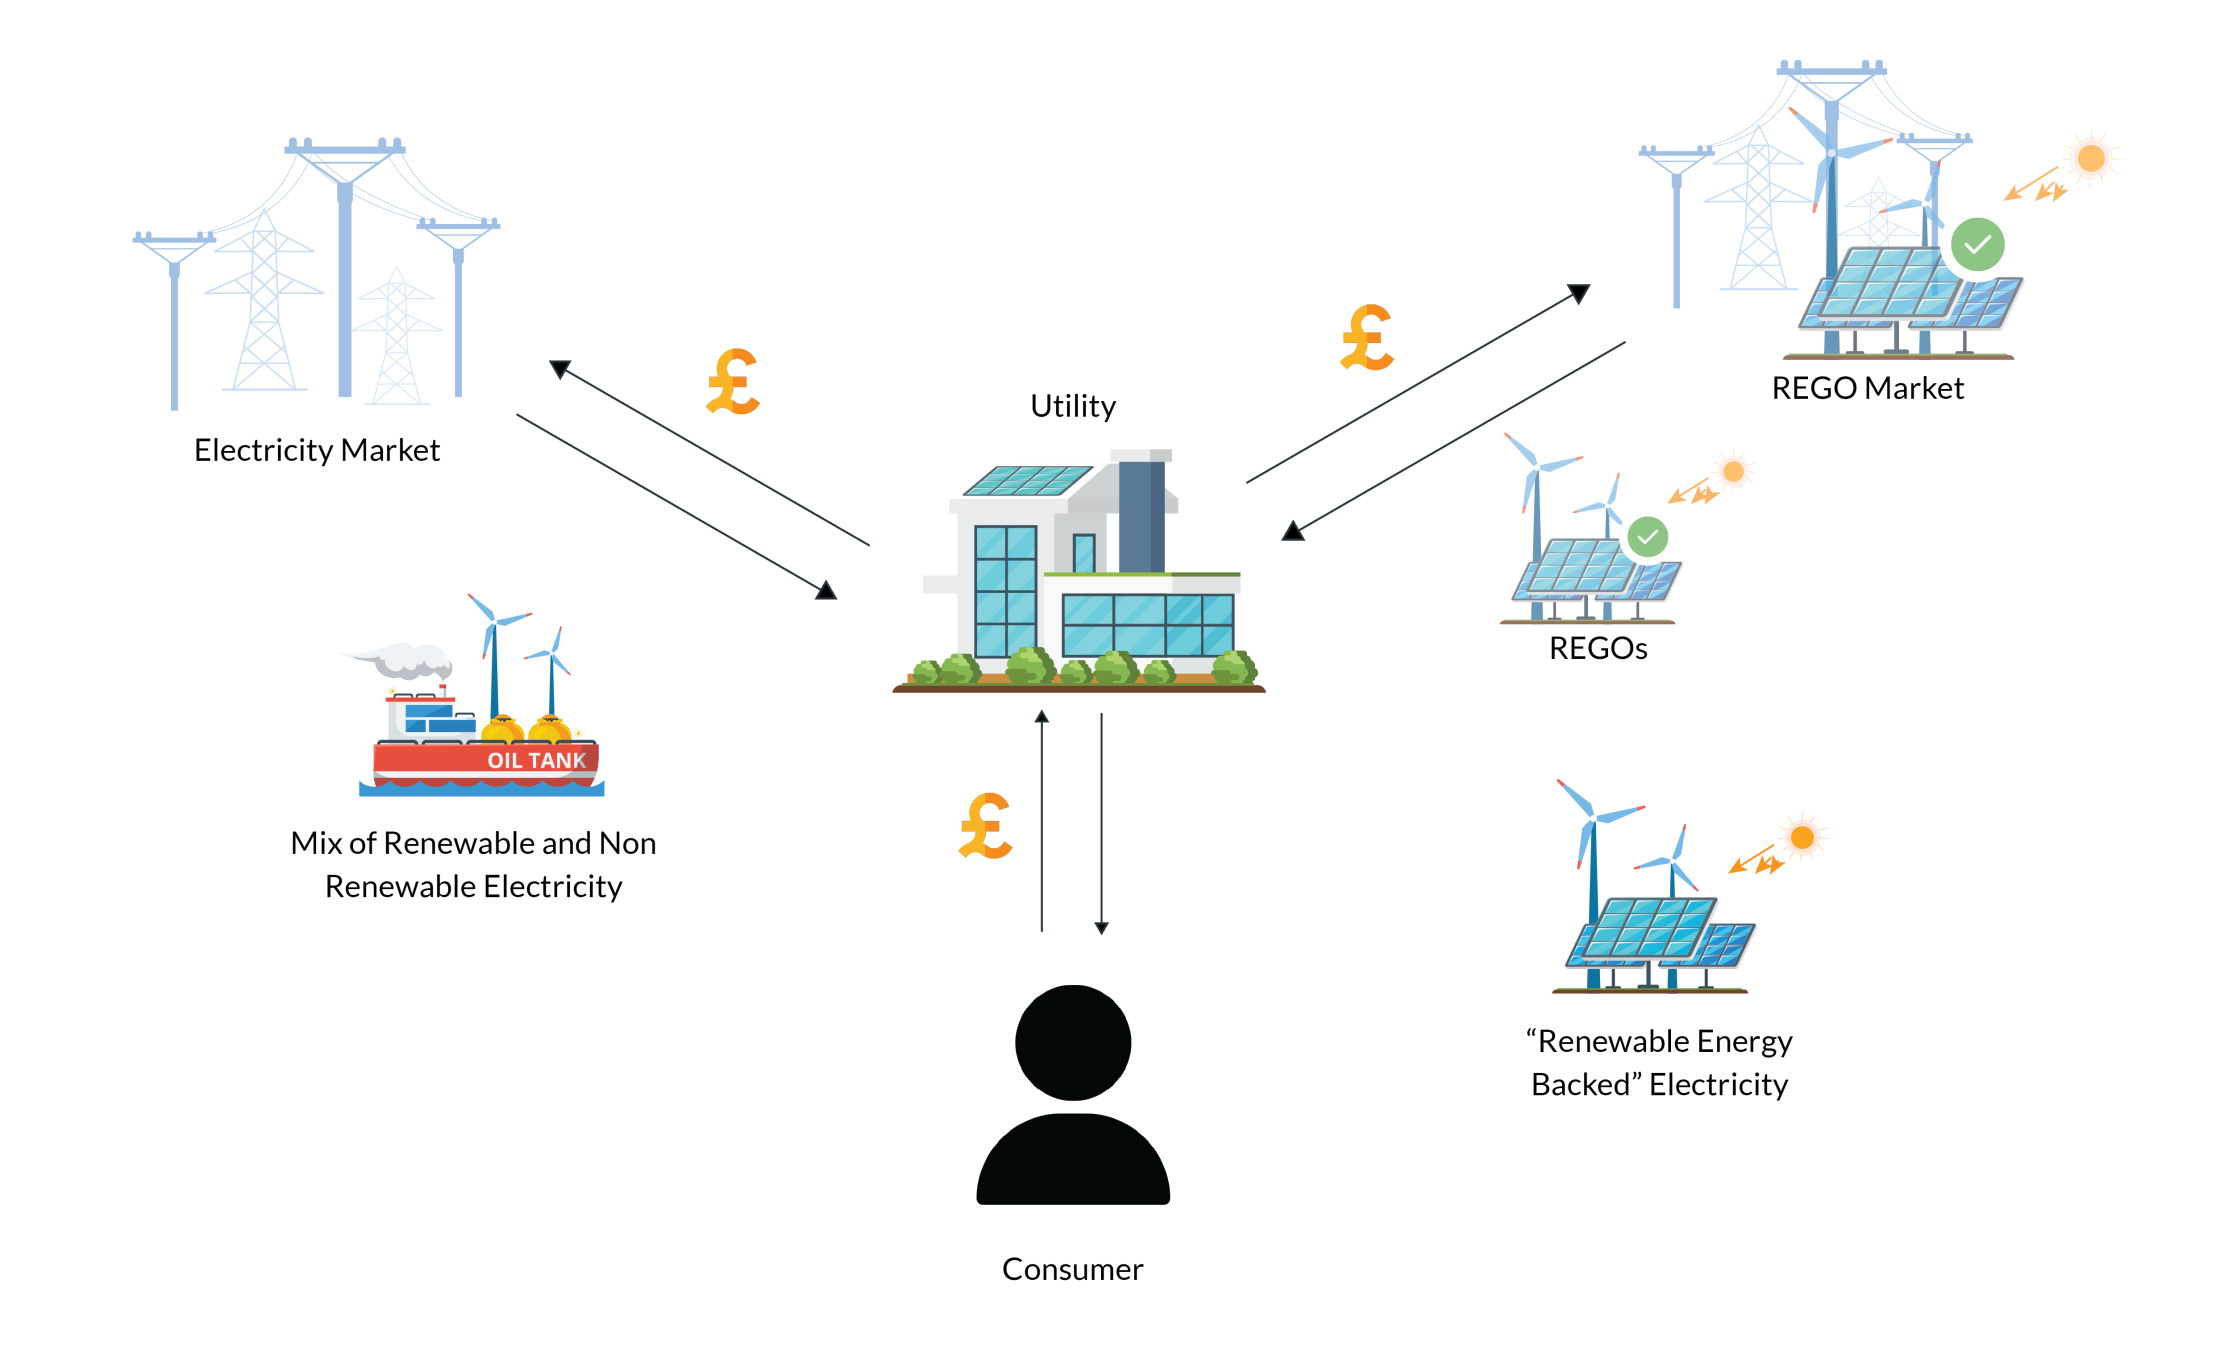 REGO Market
Utility
Electricity Market
REGOs
OIL TANK
Mix of Renewable and Non
Renewable Electricity
“Renewable Energy
Backed” Electricity
Consumer
£
£
£